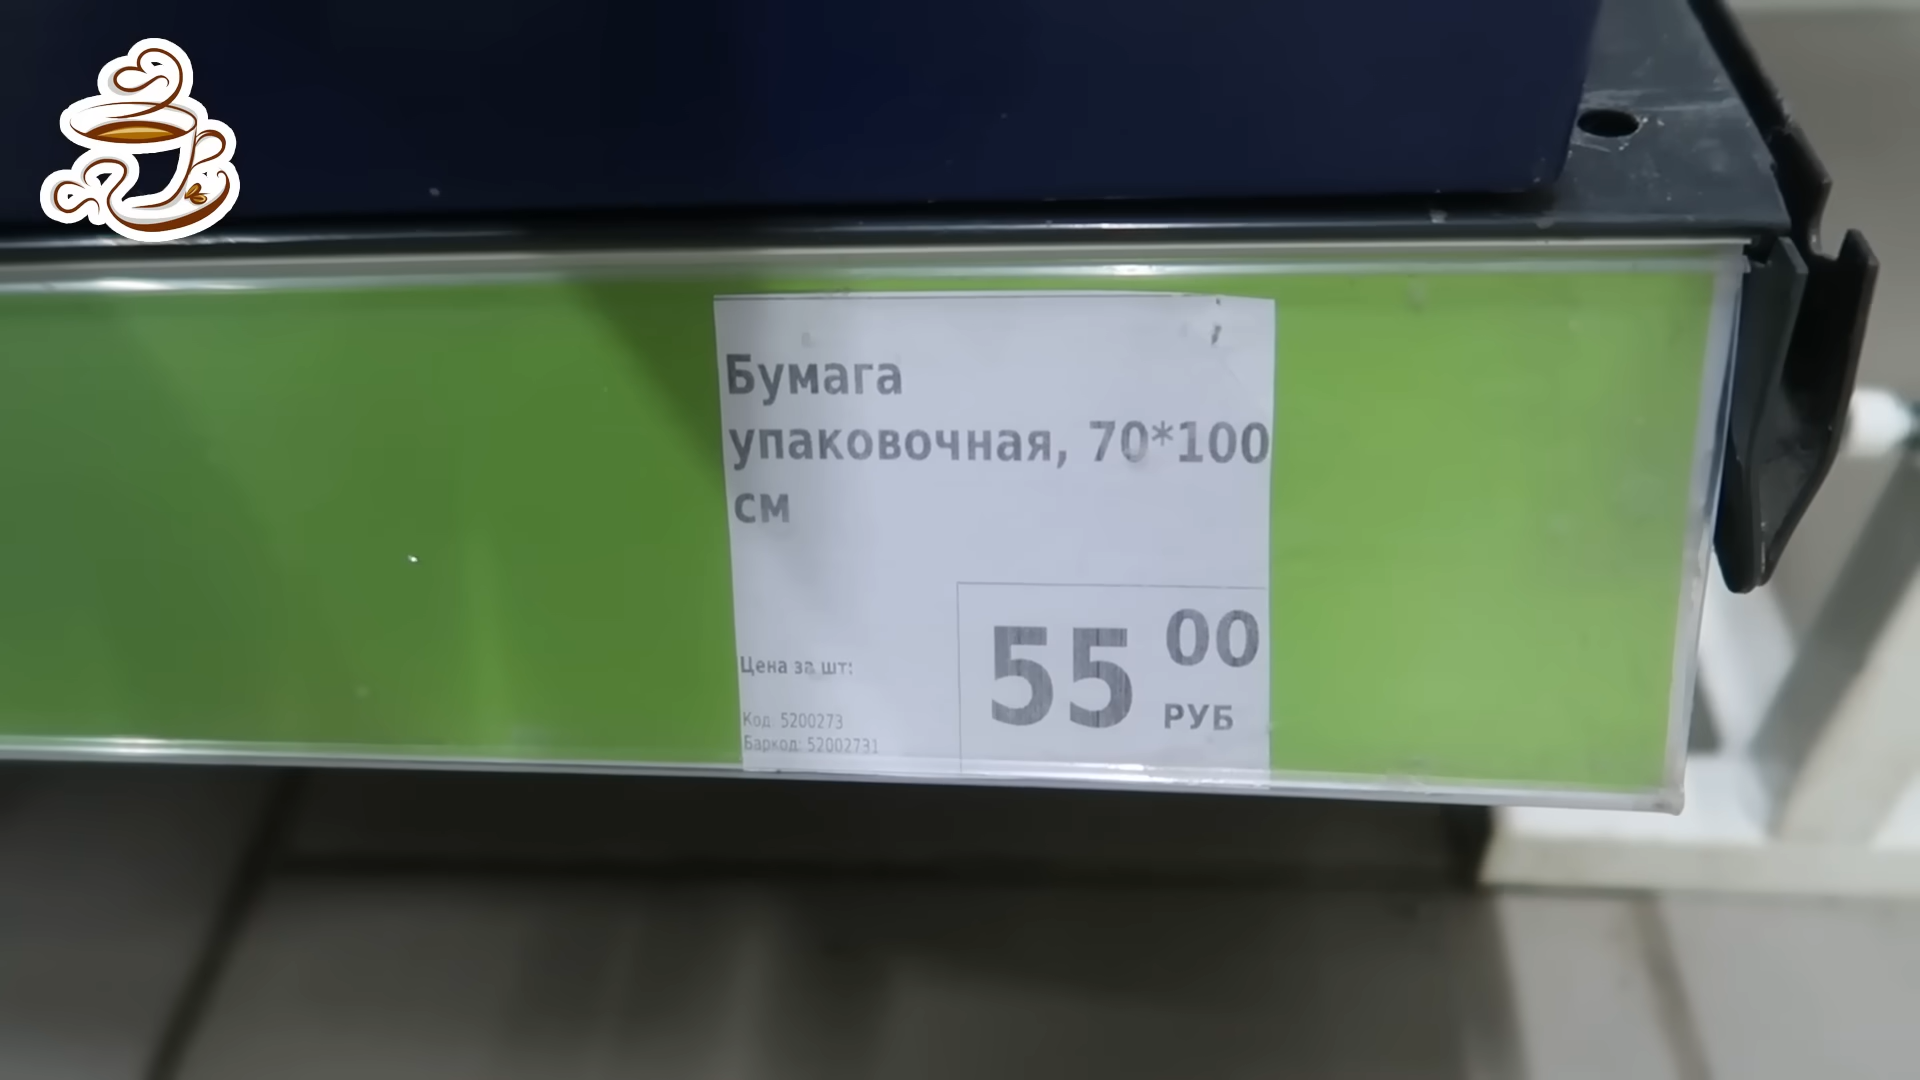 Бумага
упаковочная, 70*100
см
55 00
РУБ
Цена за шт:
Код: 5200273
Баркод: 52002731